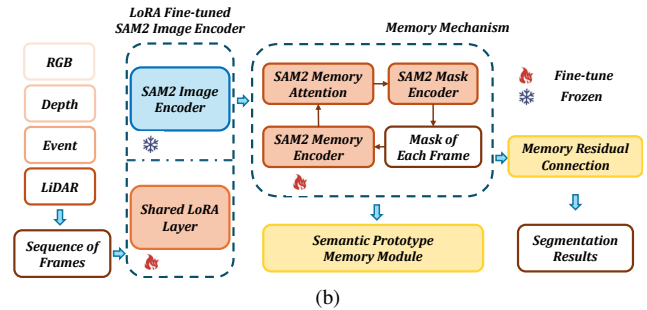 LoRA Fine-tuned
SAM2 Image Encoder
Memory Mechanism
RGB
Depth
Event
LiDAR
Sequence of
Frames
SAM2 Image
Encoder
Shared LoRA
Layer
SAM2 Memory
Attention
SAM2 Mask
Encoder
SAM2 Memory
Encoder
Mask of
Each Frame
Fine-tune
Frozen
Memory Residual
Connection
Semantic Prototype
Memory Module
Segmentation
Results
(b)